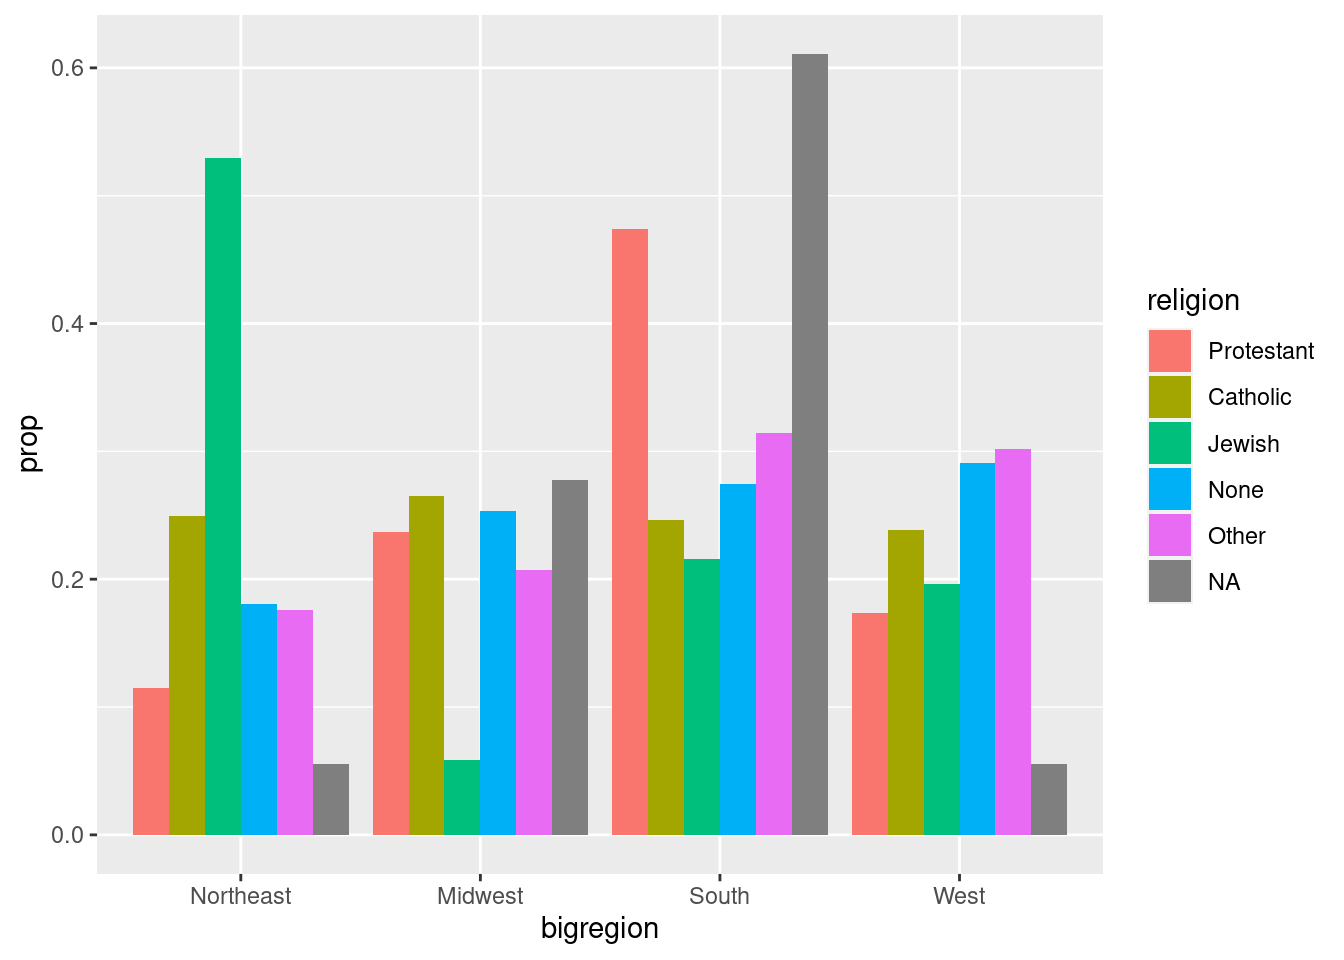 prop
0.6
0.4
0.2
0.0
Northeast
Midwest
South
West
bigregion
religion
Protestant
Catholic
Jewish
None
Other
NA